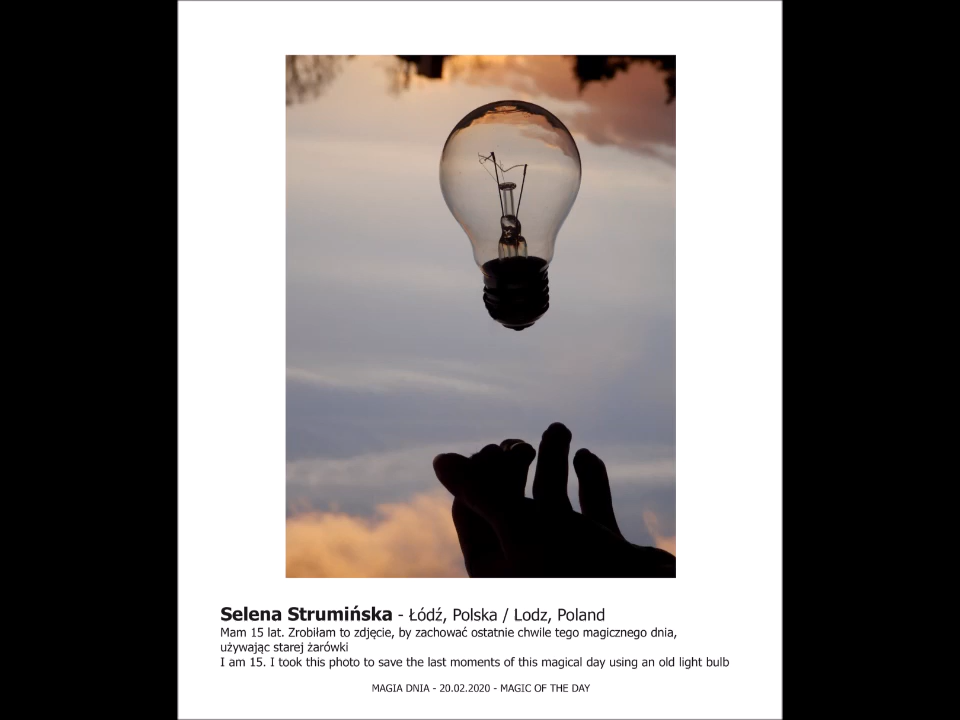 Selena Strumińska - Łódź, Polska / Lodz, Poland
Mam 15 lat. Zrobiłam to zdjęcie, by zachować ostatnie chwile tego magicznego dnia,
używając starej żarówki
I am 15. I took this photo to save the last moments of this magical day using an old light bulb
MAGIA DNIA - 20.02.2020 - MAGIC OF THE DAY